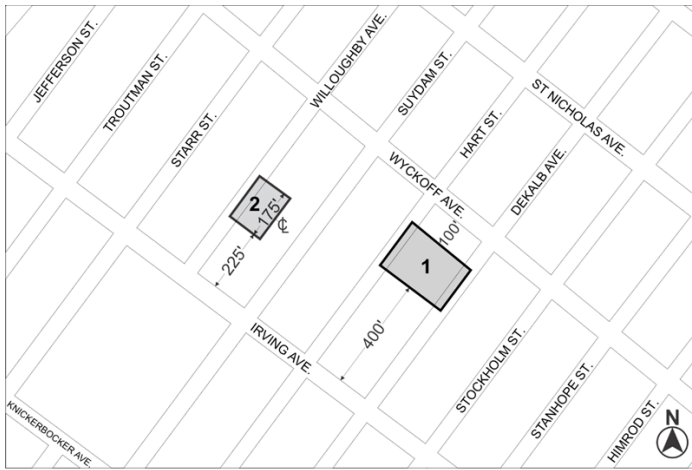 JEFFERSON ST.
TROUTMAN ST.
STARR ST.
WILLOUGHBY AVE.
SUYDAM ST.
HART ST.
ST NICHOLAS AVE.
WYCKOFF AVE.
DEKALB AVE.
2
175'
℄
225'
100'
1
400'
IRVING AVE.
STOCKHOLM ST.
STANHOPE ST.
HIMROD ST.
KNICKERBOCKER AVE.
N